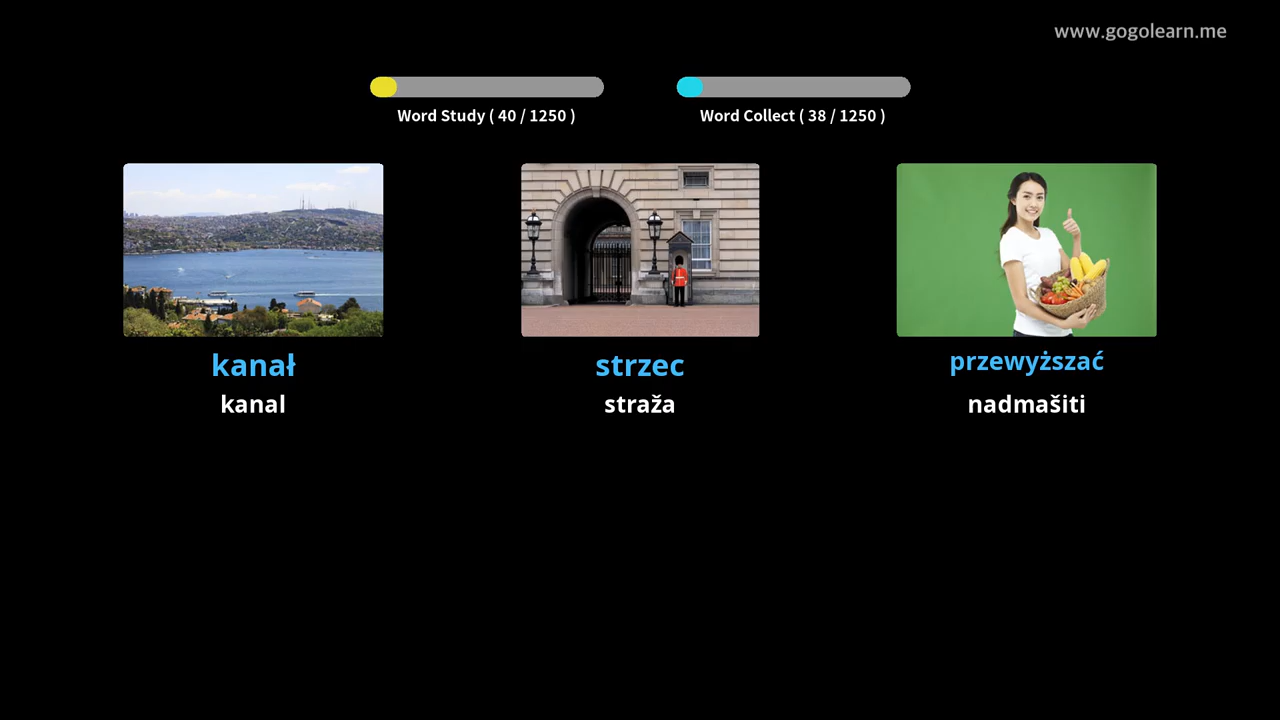 www.gogolearn.me
Word Study ( 40 / 1250 )
Word Collect ( 38 / 1250 )
kanał
strzec
przewyższać
kanal
straža
nadmašiti